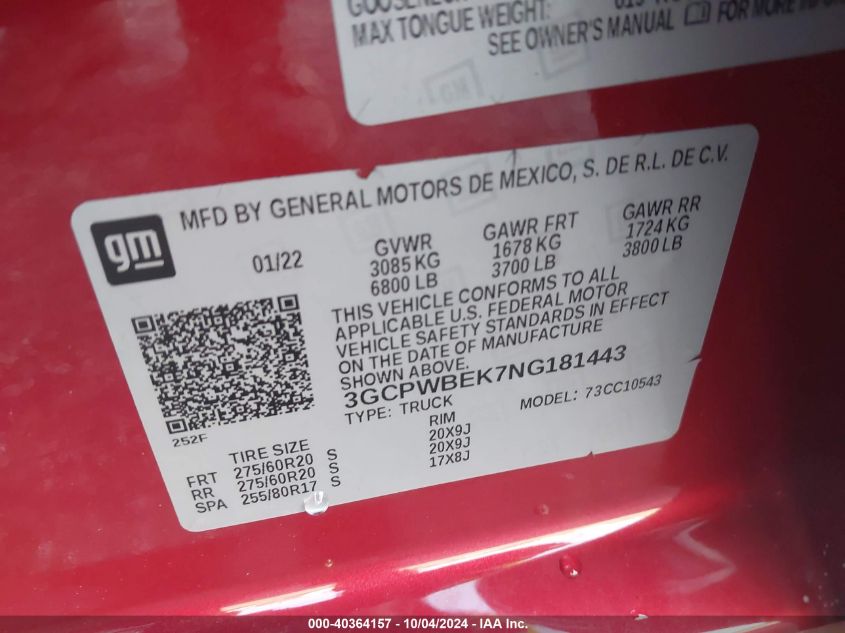 MAX TONGUE WEIGHT:
SEE OWNER'S MANUAL FOR MORE
gm
MFD BY GENERAL MOTORS DE MEXICO, S. DE R.L. DE C.V.
01/22 GVWR GAWR FRT GAWR RR
3085 KG 1678 KG 1724 KG
6800 LB 3700 LB 3800 LB
THIS VEHICLE CONFORMS TO ALL
APPLICABLE U.S. FEDERAL MOTOR
VEHICLE SAFETY STANDARDS IN EFFECT
ON THE DATE OF MANUFACTURE
SHOWN ABOVE.
3GCPWBEK7NG181443
TYPE: TRUCK MODEL: 73CC10543
252F
TIRE SIZE RIM
FRT 275/60R20 S 20X9J
RR 275/60R20 S 20X9J
SPA 255/80R17 S 17X8J
000-40364157 - 10/04/2024 - IAA Inc.